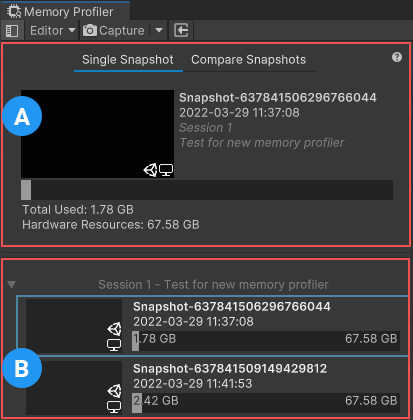 Memory Profiler
Editor Capture
Single Snapshot Compare Snapshots ?
A
Snapshot-637841506296766044
2022-03-29 11:37:08
Session 1
Test for new memory profiler
Total Used: 1.78 GB
Hardware Resources: 67.58 GB
Session 1 - Test for new memory profiler
Snapshot-637841506296766044
2022-03-29 11:37:08
1.78 GB 67.58 GB
B
Snapshot-637841509149429812
2022-03-29 11:41:53
2.42 GB 67.58 GB